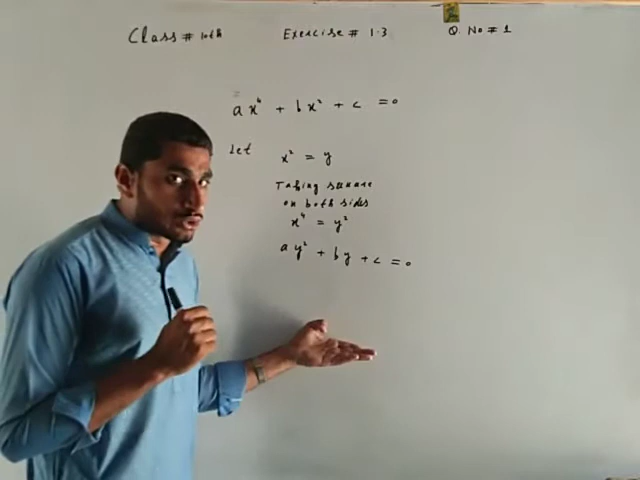 Class # 10th Exercise # 1.3 Q. No # 1
ax⁴ + bx² + c = 0
Let x² = y
Taking square
on both sides
x⁴ = y²
ay² + by + c = 0